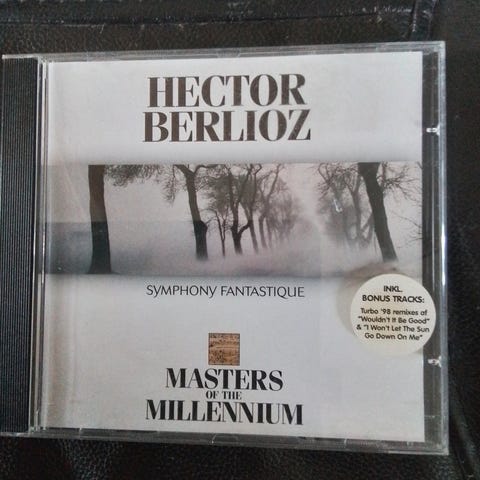 HECTOR
BERLIOZ
SYMPHONY FANTASTIQUE
INKL.
BONUS TRACKS:
Turbo '98 remixes of
"Wouldn't It Be Good"
& "I Won't Let The Sun
Go Down On Me"
MASTERS
OF THE
MILLENNIUM